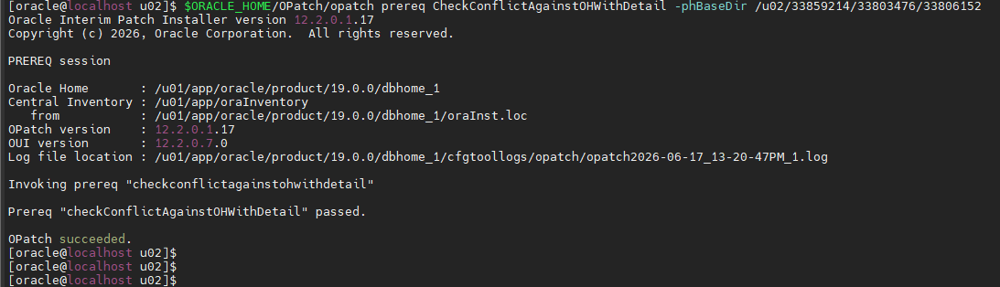 [oracle@localhost u02]$ $ORACLE_HOME/OPatch/opatch prereq CheckConflictAgainstOHWithDetail -phBaseDir /u02/33859214/33803476/33806152
Oracle Interim Patch Installer version 12.2.0.1.17
Copyright (c) 2026, Oracle Corporation.  All rights reserved.

PREREQ session

Oracle Home       : /u01/app/oracle/product/19.0.0/dbhome_1
Central Inventory : /u01/app/oraInventory
   from           : /u01/app/oracle/product/19.0.0/dbhome_1/oraInst.loc
OPatch version    : 12.2.0.1.17
OUI version       : 12.2.0.7.0
Log file location : /u01/app/oracle/product/19.0.0/dbhome_1/cfgtoollogs/opatch/opatch2026-06-17_13-20-47PM_1.log

Invoking prereq "checkconflictagainstohwithdetail"

Prereq "checkConflictAgainstOHWithDetail" passed.

OPatch succeeded.
[oracle@localhost u02]$
[oracle@localhost u02]$
[oracle@localhost u02]$